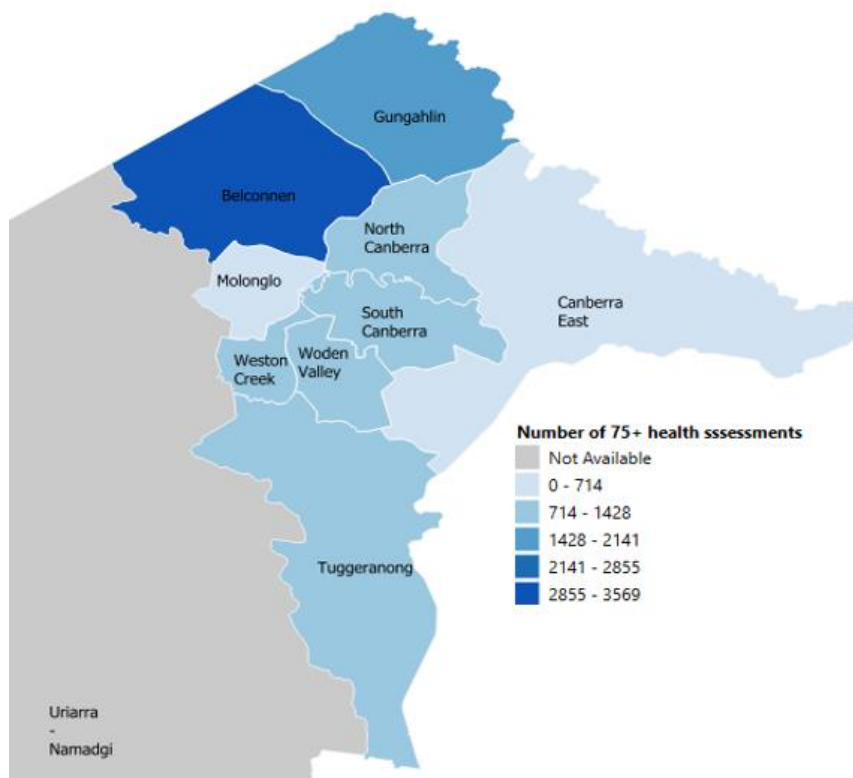 Gungahlin
Belconnen
North
Canberra
Molonglo
Canberra
East
South
Canberra
Weston
Creek
Woden
Valley
Number of 75+ health sssessments
Not Available
0 - 714
714 - 1428
1428 - 2141
2141 - 2855
2855 - 3569
Tuggeranong
Uriarra
-
Namadgi